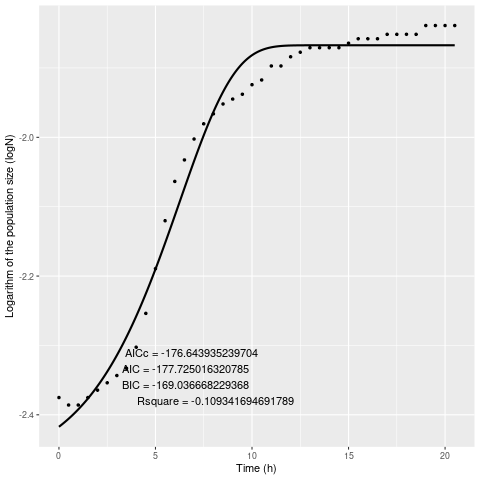 Logarithm of the population size (logN)
-2.0
-2.2
-2.4
AICc = -176.643935239704
AIC = -177.725016320785
BIC = -169.036668229368
Rsquare = -0.109341694691789
0 5 10 15 20
Time (h)